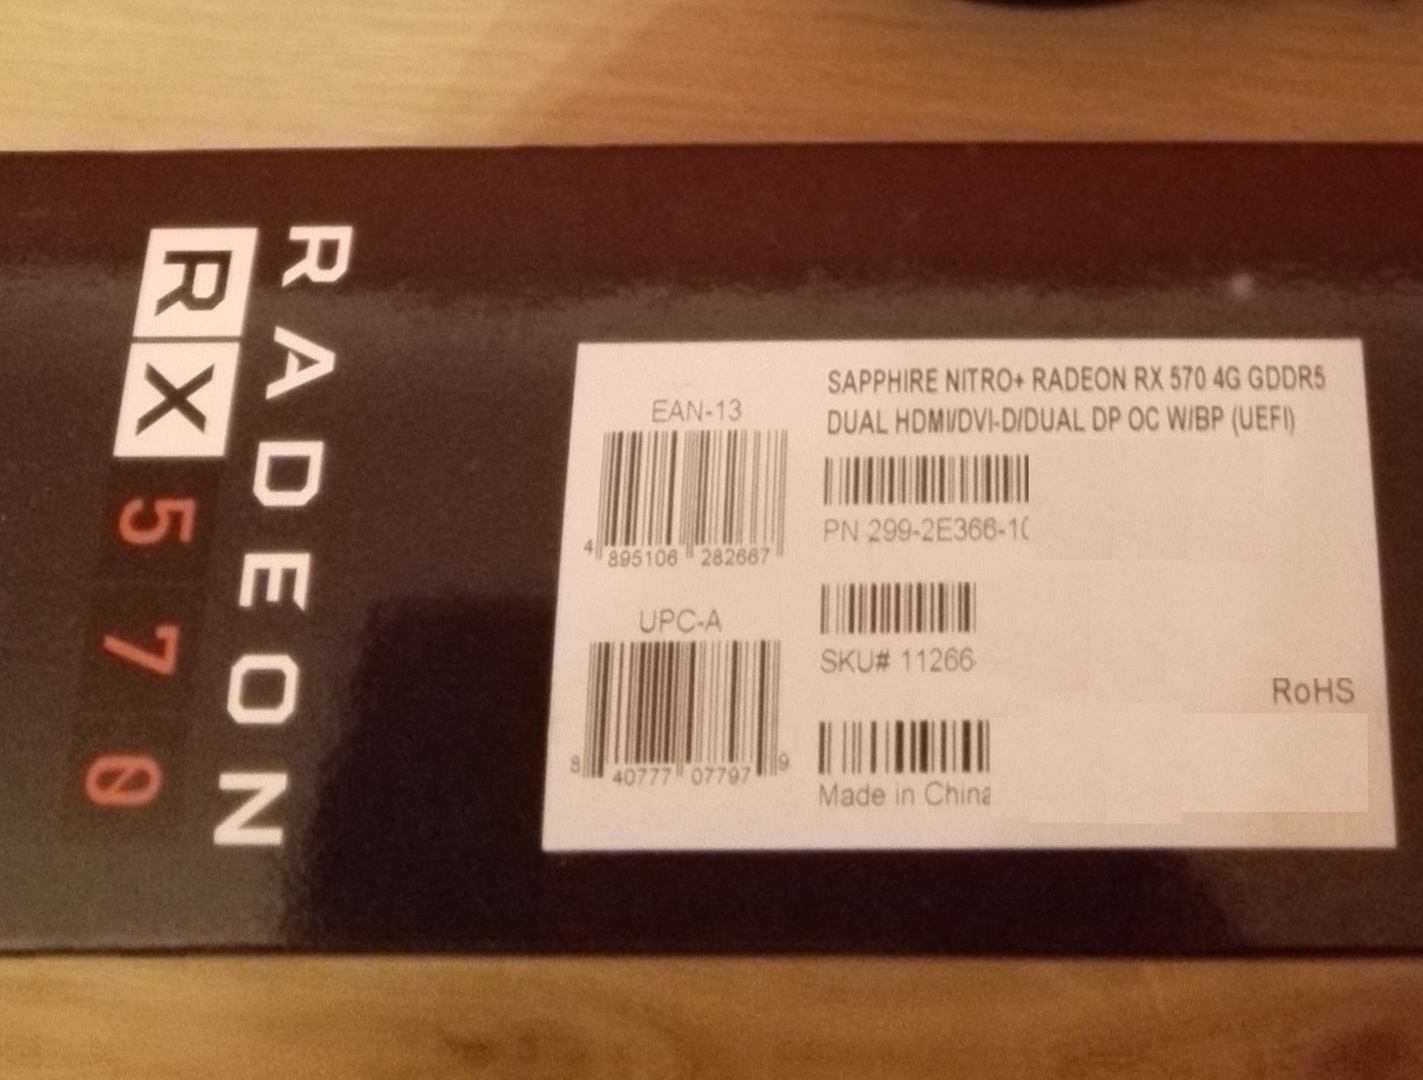 RADEON
RX 570
SAPPHIRE NITRO+ RADEON RX 570 4G GDDR5
DUAL HDMI/DVI-D/DUAL DP OC W/BP (UEFI)
EAN-13
4 895106 282667
PN 299-2E366-10
UPC-A
8 40777 07797 9
SKU# 11266-
RoHS
Made in China